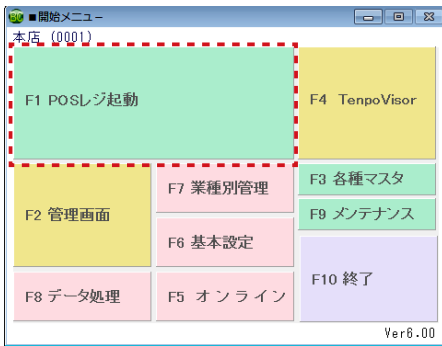 ■開始メニュー
本店 (0001)
F1 POSレジ起動
F4 TenpoVisor
F2 管理画面
F7 業種別管理
F3 各種マスタ
F9 メンテナンス
F6 基本設定
F10 終了
F8 データ処理
F5 オンライン
Ver6.00